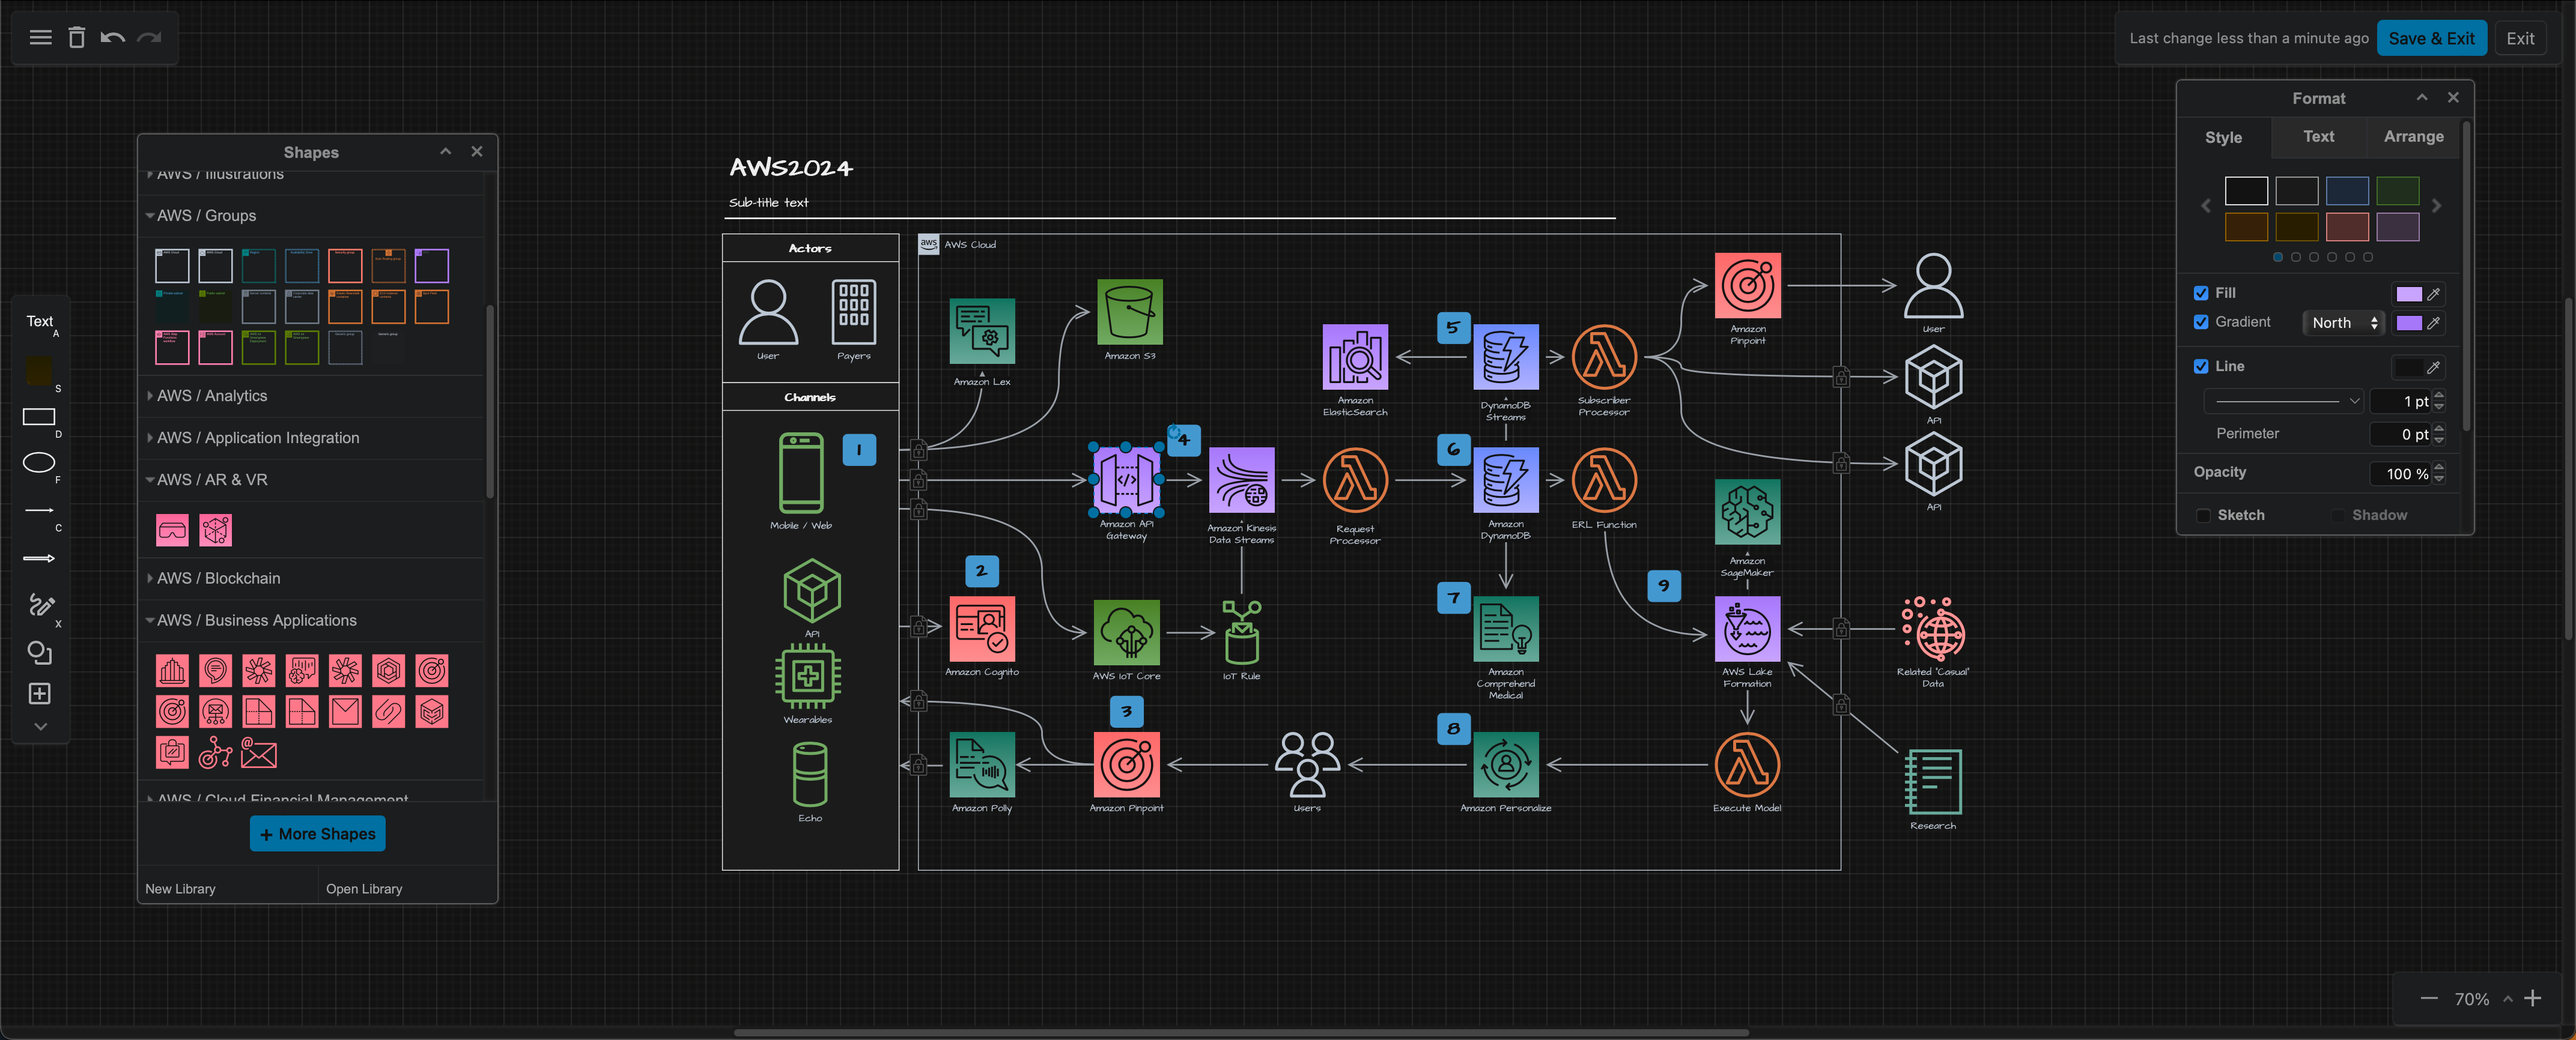 Last change less than a minute ago
Save & Exit
Exit
Shapes
AWS / Illustrations
AWS / Groups
AWS / Analytics
AWS / Application Integration
AWS / AR & VR
AWS / Blockchain
AWS / Business Applications
AWS / Cloud Financial Management
+ More Shapes
New Library
Open Library
Text
A
S
D
F
C
X
AWS2024
Sub-title text
Actors
User
Payers
Channels
Mobile / Web
API
Wearables
Echo
1
aws
AWS Cloud
Amazon Lex
Amazon S3
4
Amazon API
Gateway
Amazon Kinesis
Data Streams
Request
Processor
Amazon
ElasticSearch
5
DynamoDB
Streams
Subscriber
Processor
Amazon
Pinpoint
6
Amazon
DynamoDB
ERL Function
Amazon
SageMaker
2
Amazon Cognito
AWS IoT Core
IoT Rule
7
Amazon
Comprehend
Medical
9
AWS Lake
Formation
3
Amazon Polly
Amazon Pinpoint
Users
8
Amazon Personalize
Execute Model
User
API
API
Related "Casual"
Data
Research
Format
Style
Text
Arrange
Fill
Gradient
North
Line
1 pt
Perimeter
0 pt
Opacity
100 %
Sketch
Shadow
70%